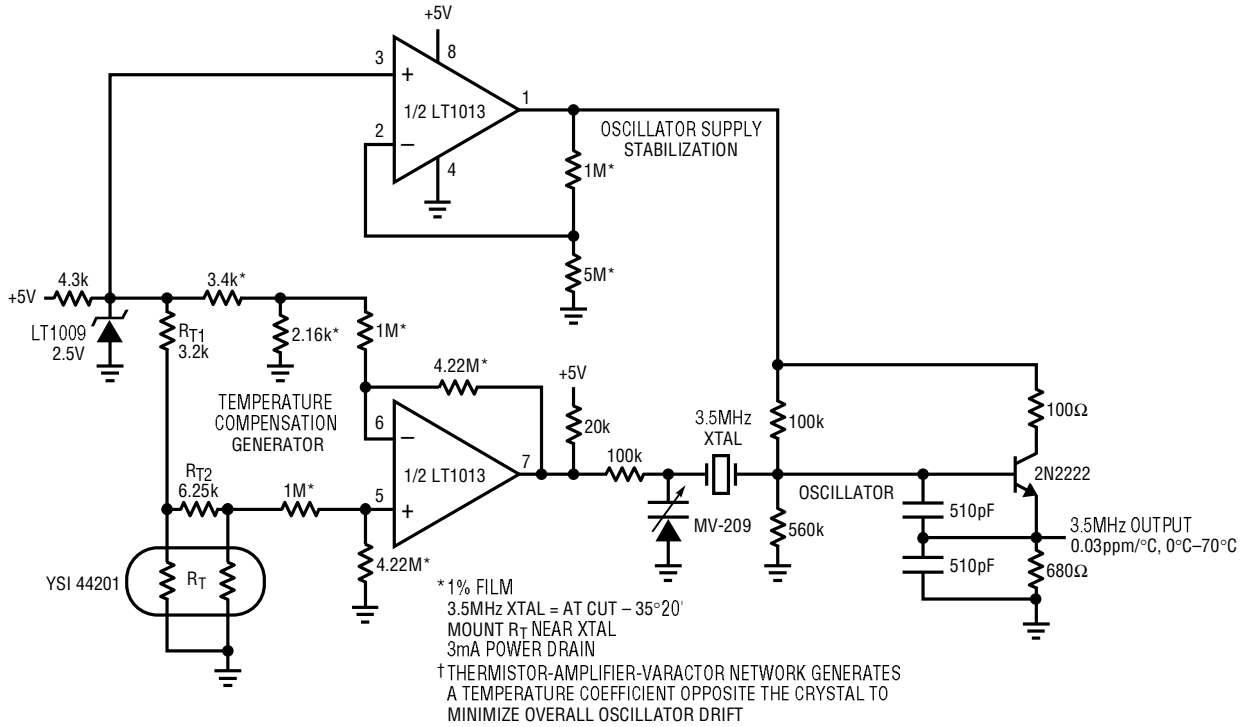 +5V
3
8
+
1/2 LT1013
1
2
−
4
OSCILLATOR SUPPLY
STABILIZATION
1M*
5M*
4.3k
+5V
LT1009
2.5V
3.4k*
RT1
3.2k
2.16k*
1M*
4.22M*
+5V
TEMPERATURE
COMPENSATION
GENERATOR
6
−
1/2 LT1013
7
20k
100k
3.5MHz
XTAL
100k
100Ω
2N2222
RT2
6.25k
1M*
5
+
OSCILLATOR
MV-209
560k
510pF
510pF
3.5MHz OUTPUT
0.03ppm/°C, 0°C–70°C
680Ω
4.22M*
YSI 44201
RT
*1% FILM
3.5MHz XTAL = AT CUT – 35°20'
MOUNT RT NEAR XTAL
3mA POWER DRAIN
†THERMISTOR-AMPLIFIER-VARACTOR NETWORK GENERATES
A TEMPERATURE COEFFICIENT OPPOSITE THE CRYSTAL TO
MINIMIZE OVERALL OSCILLATOR DRIFT